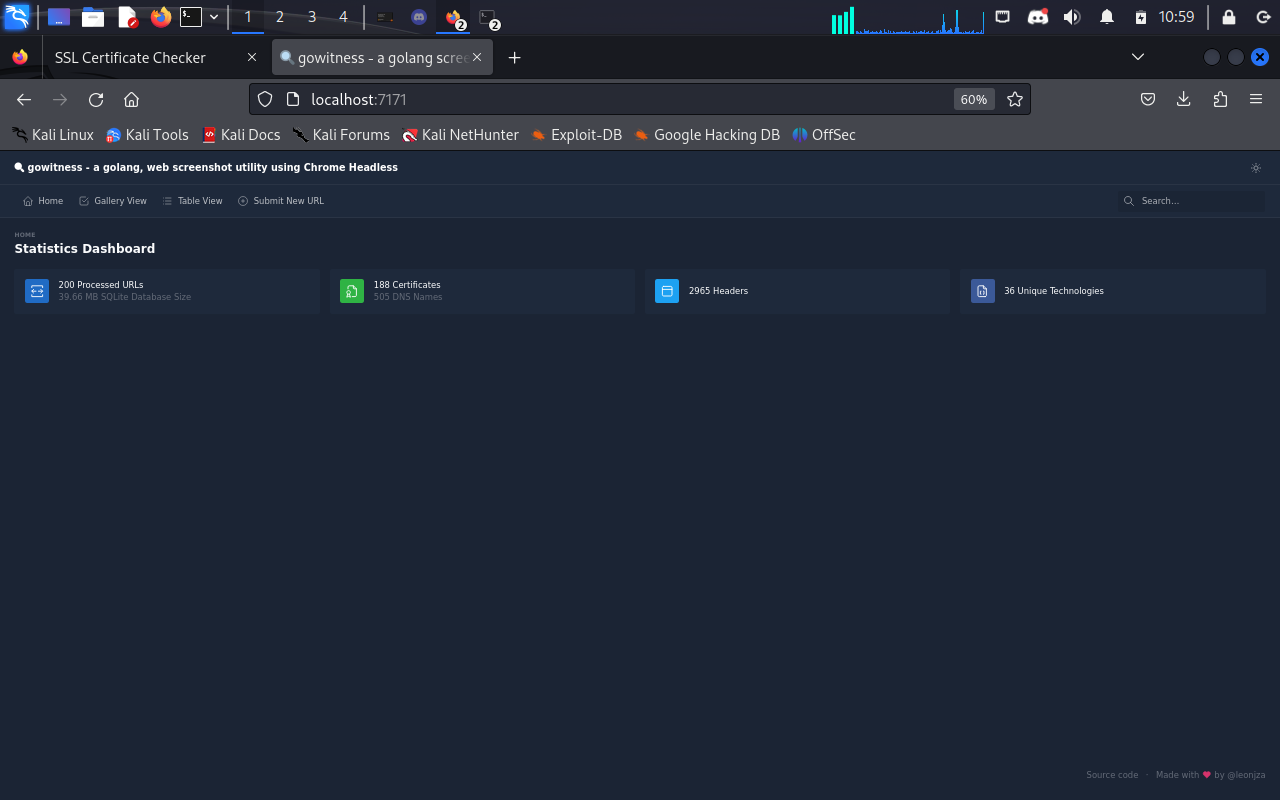 1 2 3 4 2 2 10:59
SSL Certificate Checker
gowitness - a golang scree
localhost:7171 60%
Kali Linux Kali Tools Kali Docs Kali Forums Kali NetHunter Exploit-DB Google Hacking DB OffSec
gowitness - a golang, web screenshot utility using Chrome Headless
Home Gallery View Table View Submit New URL Search…
HOME
Statistics Dashboard
200 Processed URLs
39.66 MB SQLite Database Size
188 Certificates
505 DNS Names
2965 Headers
36 Unique Technologies
Source code · Made with by @leonjza